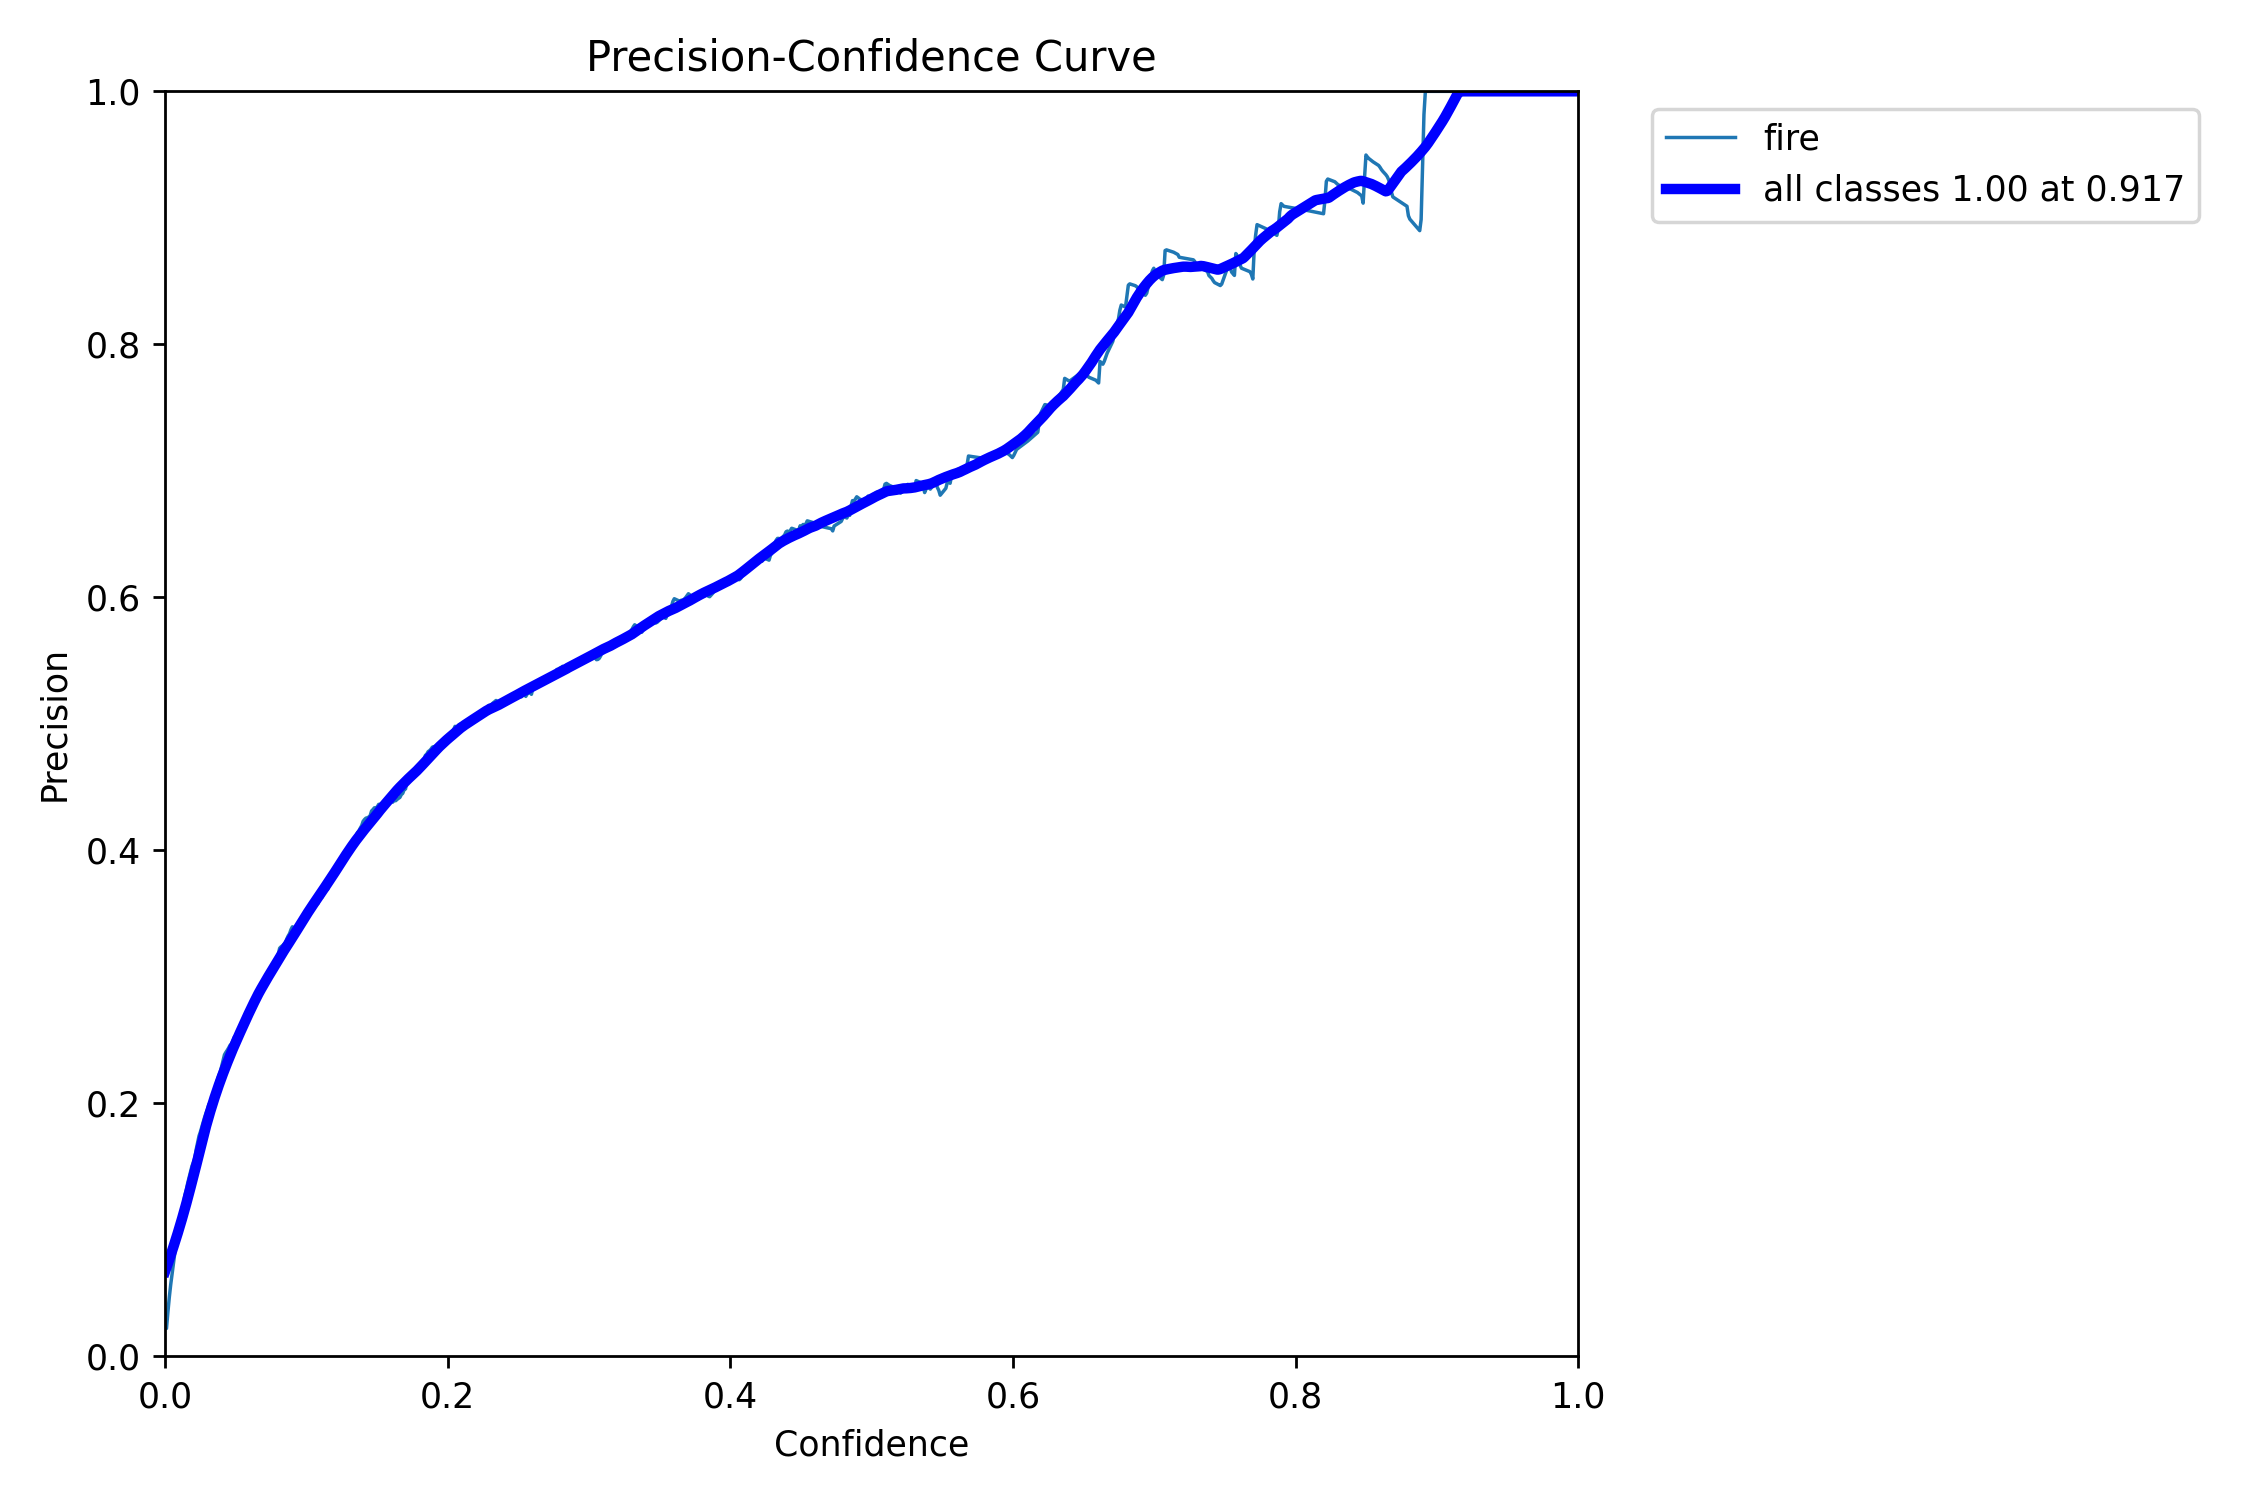 Precision-Confidence Curve
1.0
0.8
0.6
0.4
0.2
0.0
Precision
0.0 0.2 0.4 0.6 0.8 1.0
Confidence
fire
all classes 1.00 at 0.917